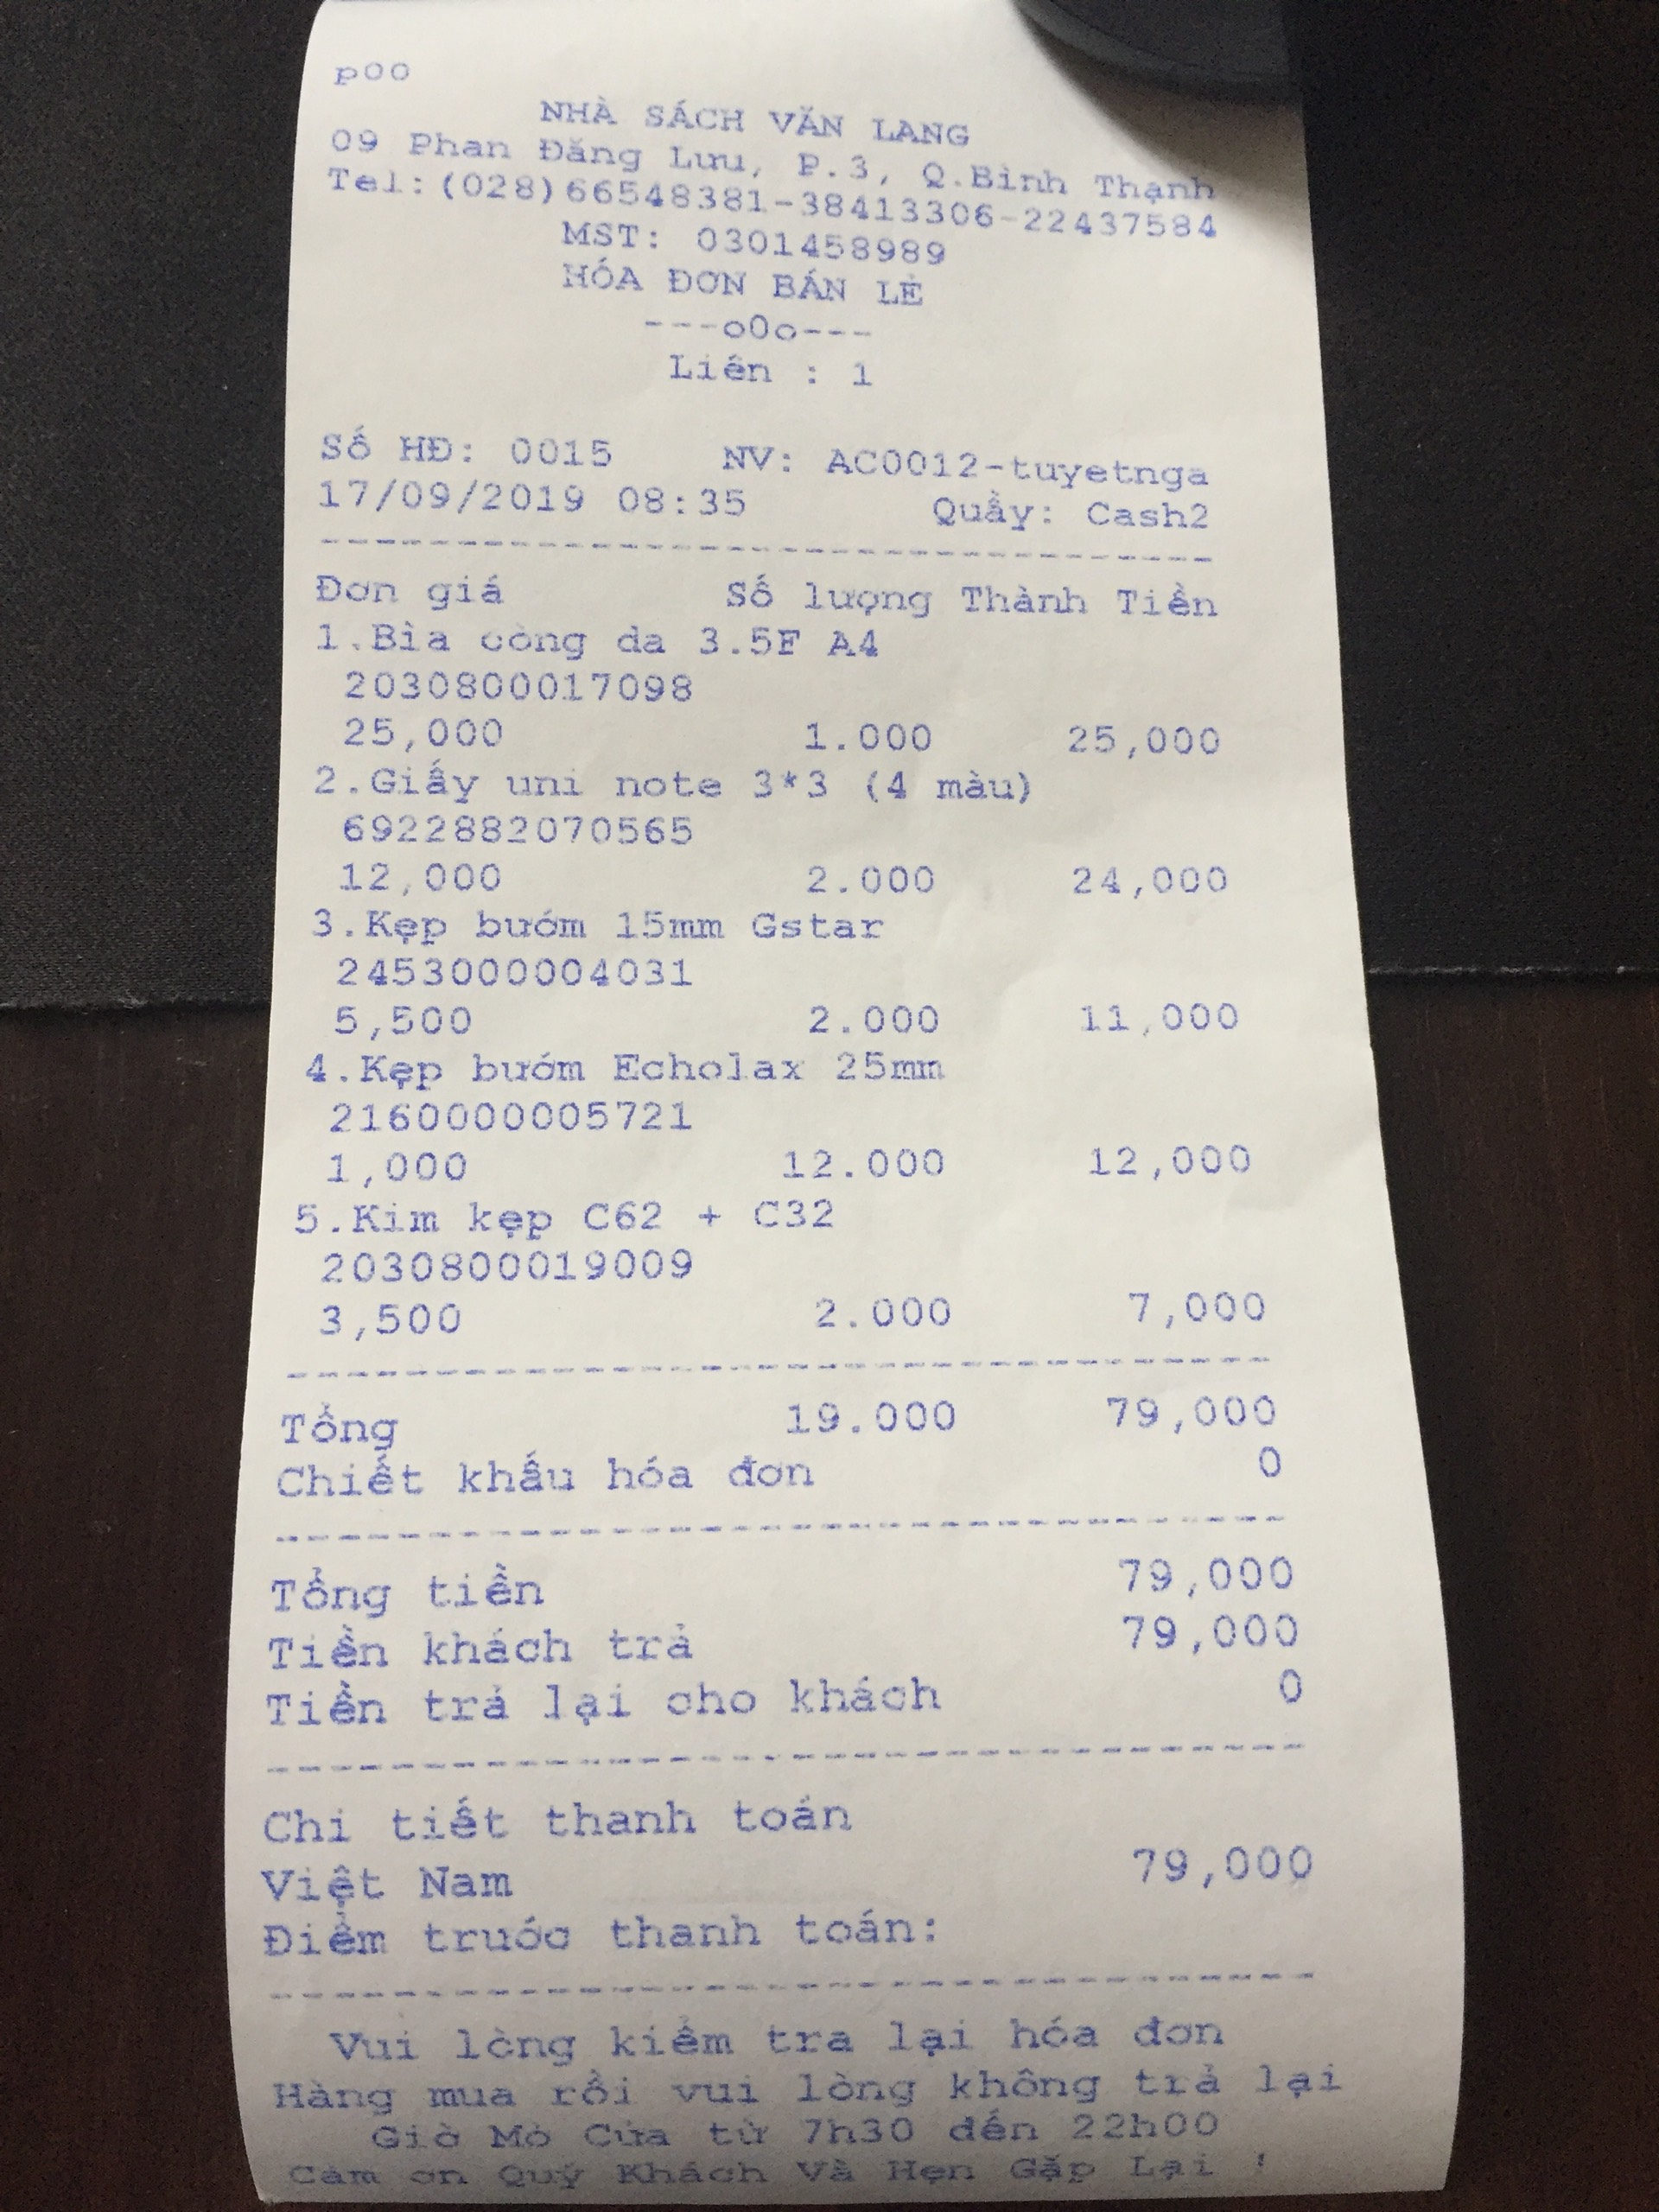 p00
NHÀ SÁCH VĂN LANG
09 Phan Đăng Lưu, P.3, Q.Bình Thạnh
Tel:(028)66548381-38413306-22437584
MST: 0301458989
HÓA ĐƠN BÁN LẺ
---oOo---
Liên : 1
Số HĐ: 0015 NV: AC0012-tuyetnga
17/09/2019 08:35 Quầy: Cash2
Đơn giá Số lượng Thành Tiền
1.Bìa còng da 3.5F A4
2030800017098
25,000 1.000 25,000
2.Giấy uni note 3*3 (4 màu)
6922882070565
12,000 2.000 24,000
3.Kẹp bướm 15mm Gstar
2453000004031
5,500 2.000 11,000
4.Kẹp bướm Echolax 25mm
2160000005721
1,000 12.000 12,000
5.Kim kẹp C62 + C32
2030800019009
3,500 2.000 7,000
Tổng 19.000 79,000
Chiết khấu hóa đơn 0
Tổng tiền 79,000
Tiền khách trả 79,000
Tiền trả lại cho khách 0
Chi tiết thanh toán
Việt Nam 79,000
Điểm trước thanh toán:
Vui lòng kiểm tra lại hóa đơn
Hàng mua rồi vui lòng không trả lại
Giờ Mở Cửa từ 7h30 đến 22h00
Cám ơn Quý Khách Và Hẹn Gặp Lại !